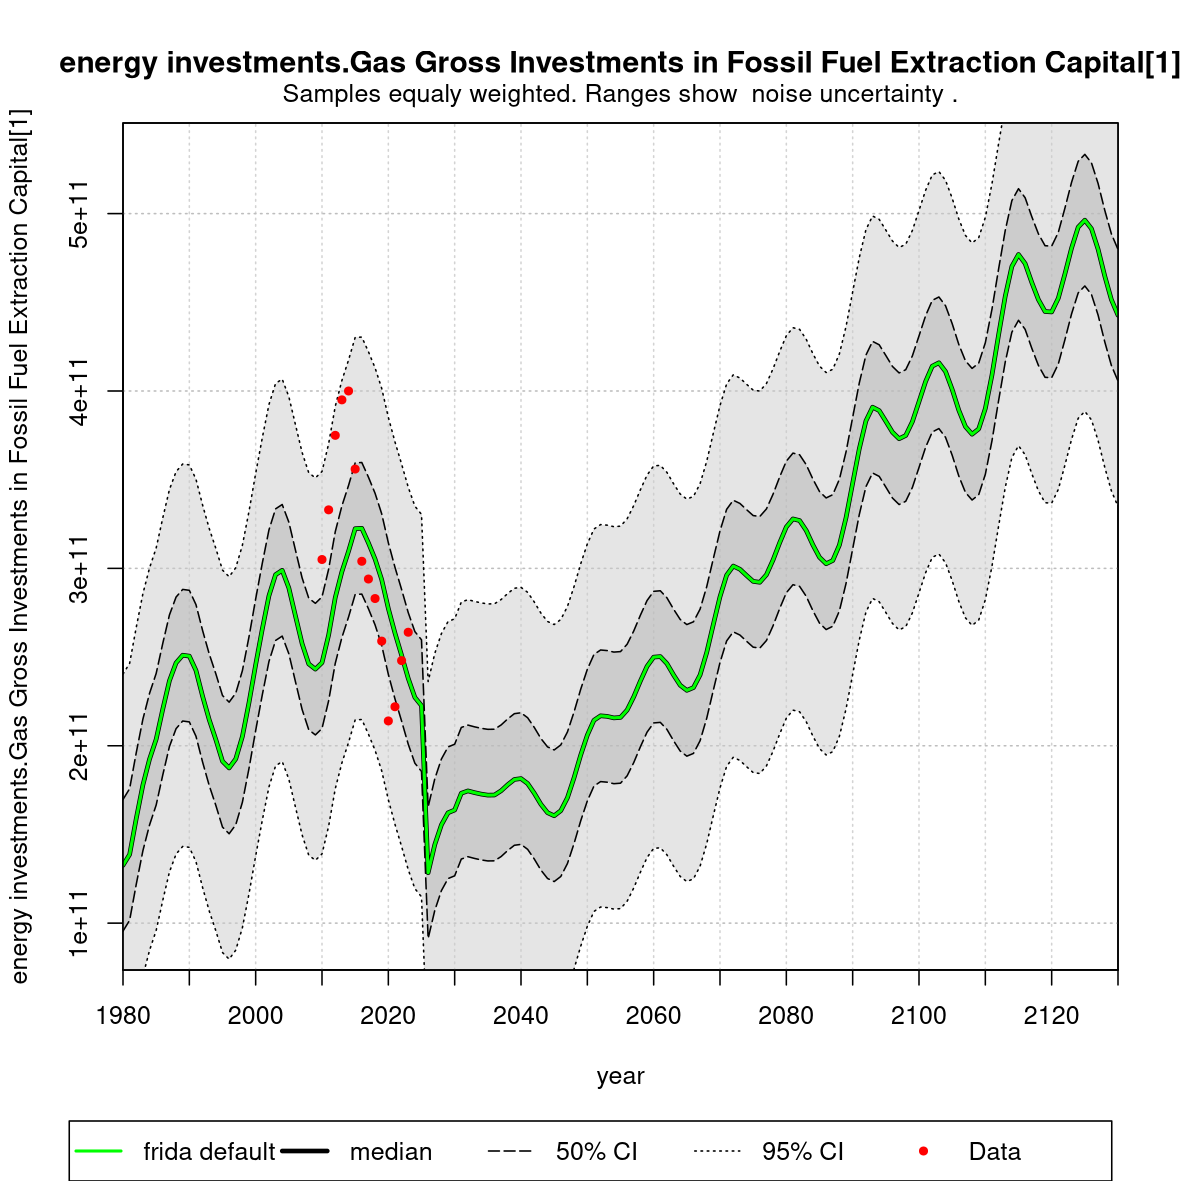 energy investments.Gas Gross Investments in Fossil Fuel Extraction Capital[1]
Samples equaly weighted. Ranges show  noise uncertainty .
energy investments.Gas Gross Investments in Fossil Fuel Extraction Capital[1]
5e+11
4e+11
3e+11
2e+11
1e+11
1980 2000 2020 2040 2060 2080 2100 2120
year
frida default median 50% CI 95% CI Data